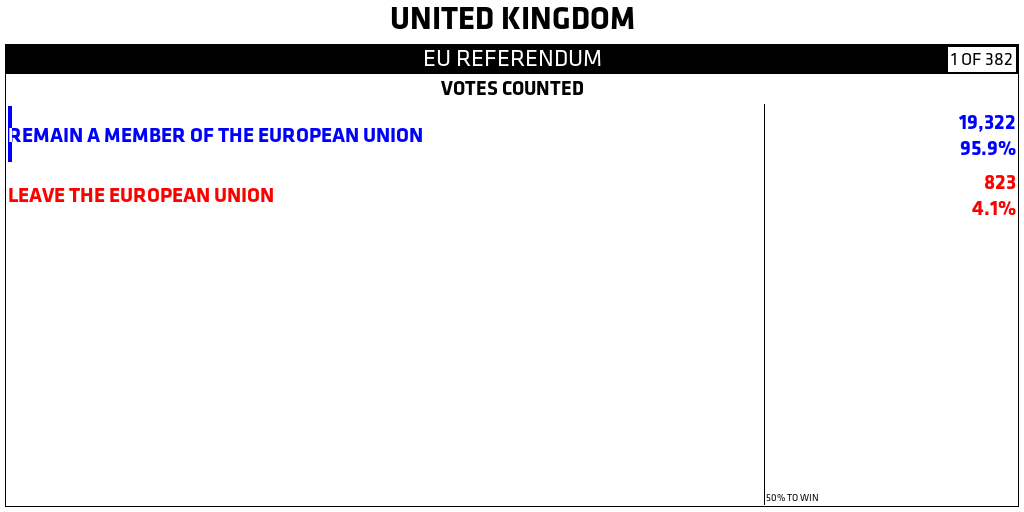 UNITED KINGDOM
EU REFERENDUM
1 OF 382
VOTES COUNTED
REMAIN A MEMBER OF THE EUROPEAN UNION
19,322
95.9%
LEAVE THE EUROPEAN UNION
823
4.1%
50% TO WIN